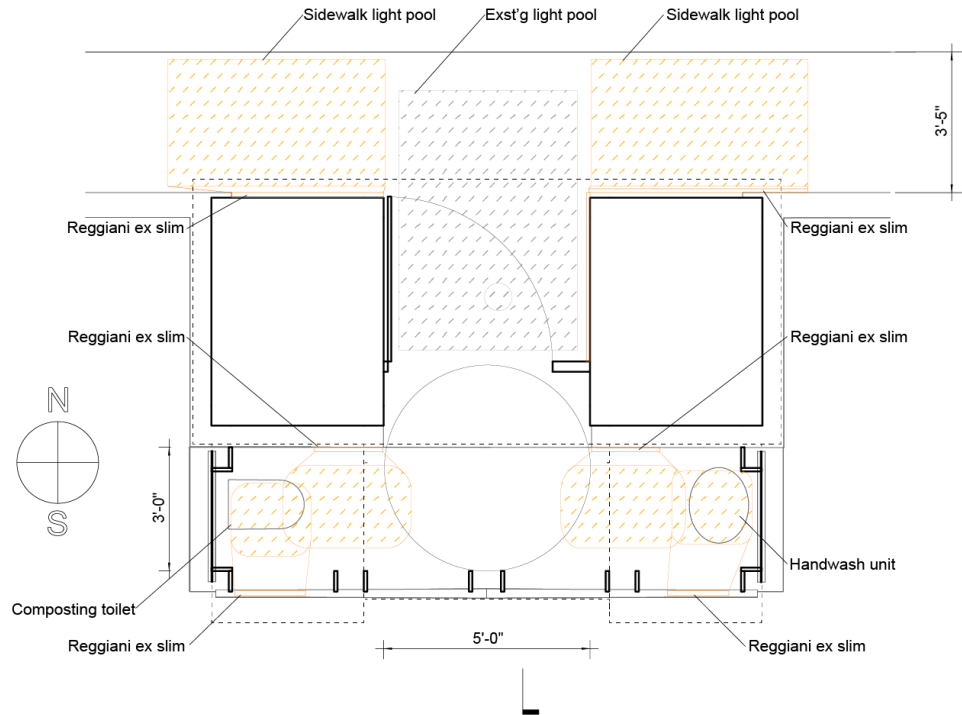 Sidewalk light pool
Exst'g light pool
Sidewalk light pool
3'-5"
Reggiani ex slim
Reggiani ex slim
Reggiani ex slim
Reggiani ex slim
N
S
3'-0"
Handwash unit
Composting toilet
Reggiani ex slim
5'-0"
Reggiani ex slim